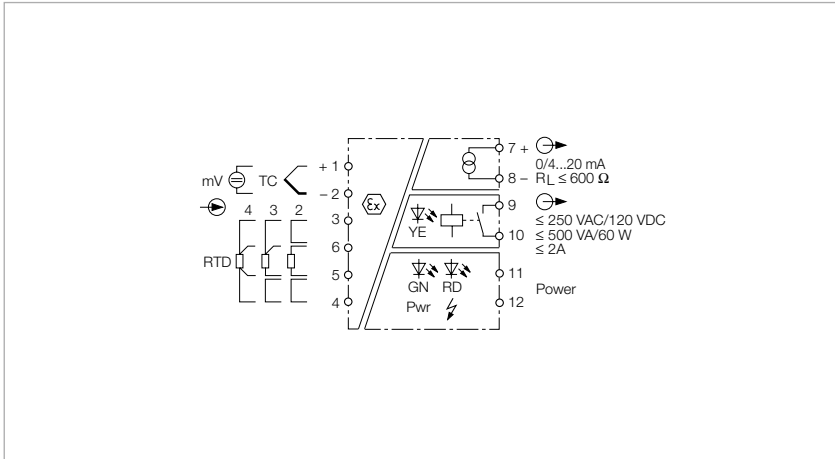 mV
TC
+ 1
− 2
4 3 2
3
6
RTD
5
4
εx
7 +
0/4...20 mA
8 −
RL ≤ 600 Ω
9
YE
10
≤ 250 VAC/120 VDC
≤ 500 VA/60 W
≤ 2A
11
GN RD
Power
Pwr
12